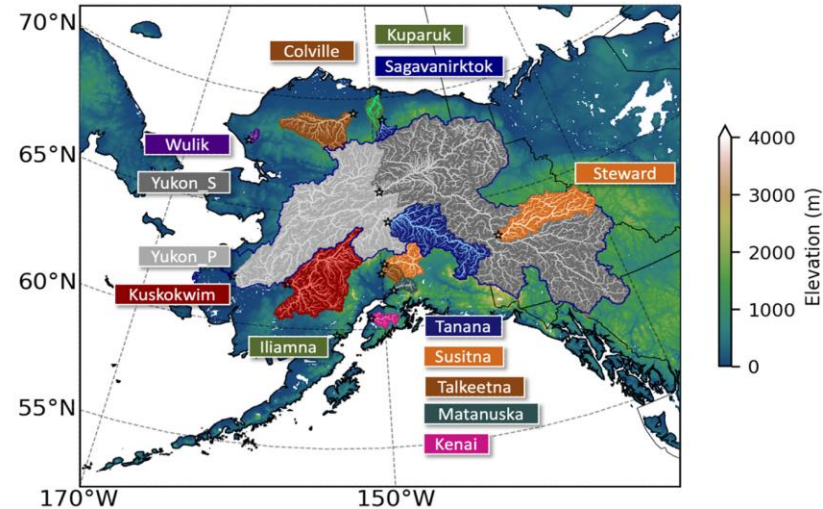 70°N
65°N
60°N
55°N
170°W
150°W
Colville
Kuparuk
Sagavanirktok
Wulik
Yukon_S
Steward
Yukon_P
Kuskokwim
Iliamna
Tanana
Susitna
Talkeetna
Matanuska
Kenai
4000
3000
2000
1000
0
Elevation (m)